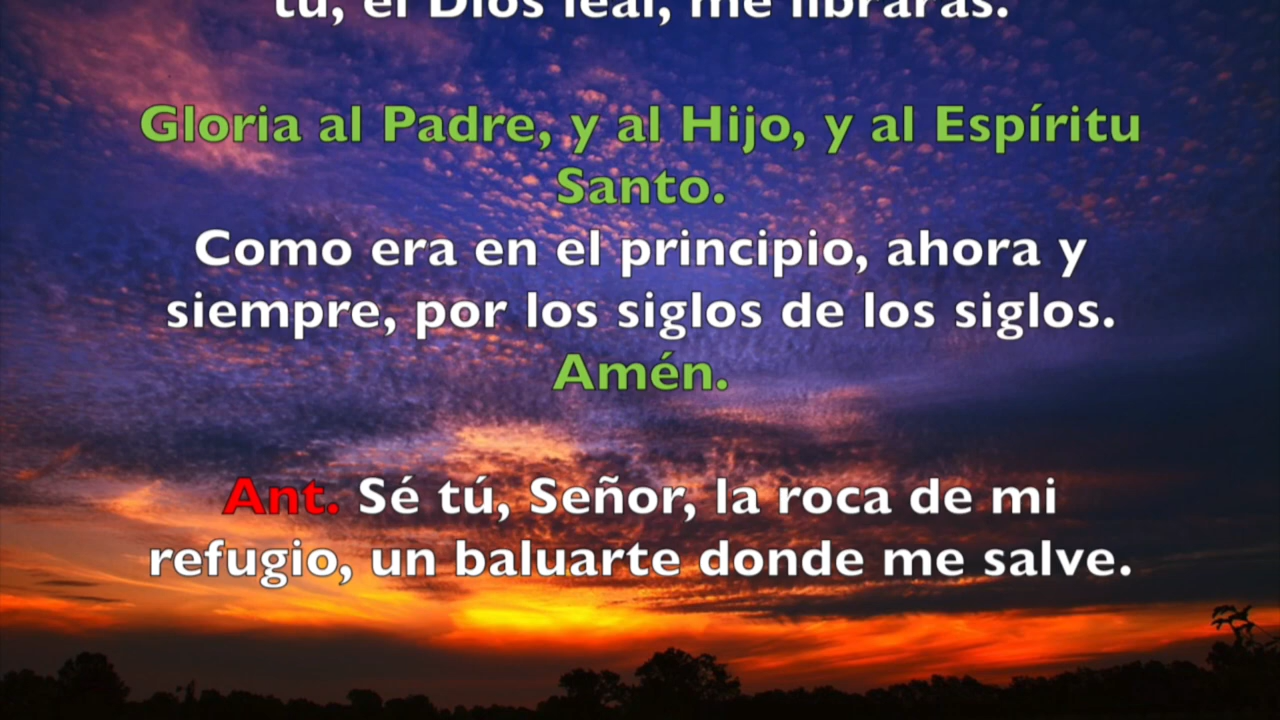 tú, el Dios leal, me librarás.
Gloria al Padre, y al Hijo, y al Espíritu
Santo.
Como era en el principio, ahora y
siempre, por los siglos de los siglos.
Amén.
Ant. Sé tú, Señor, la roca de mi
refugio, un baluarte donde me salve.